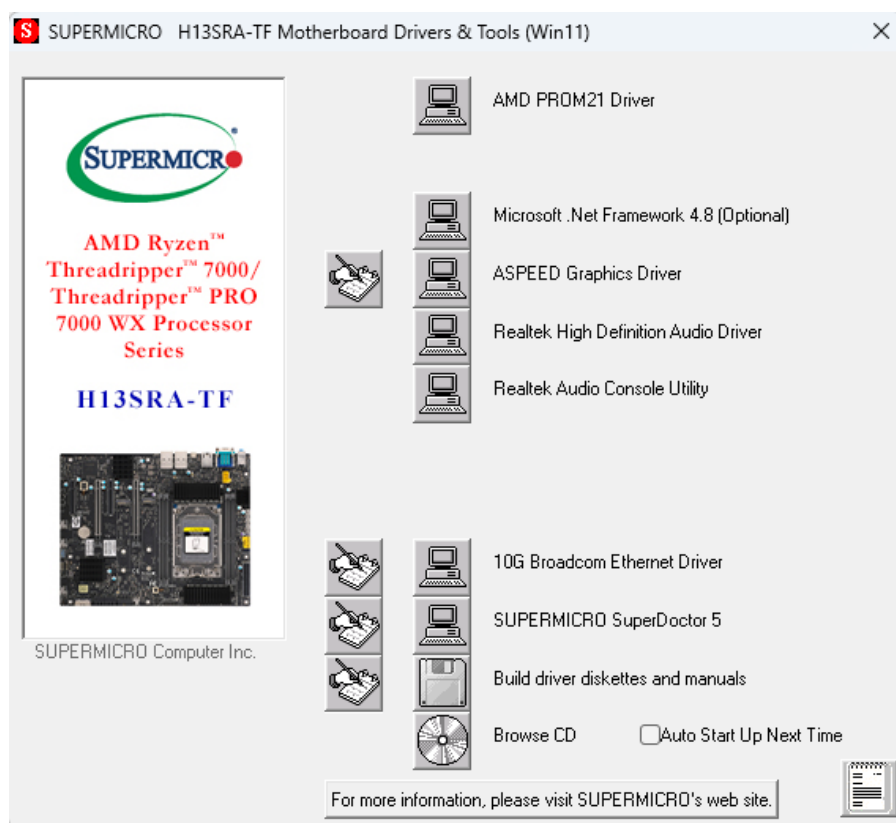 S SUPERMICRO H13SRA-TF Motherboard Drivers & Tools (Win11)
SUPERMICRO
AMD Ryzen™
Threadripper™ 7000/
Threadripper™ PRO
7000 WX Processor
Series
H13SRA-TF
SUPERMICRO Computer Inc.
AMD PROM21 Driver
Microsoft .Net Framework 4.8 (Optional)
ASPEED Graphics Driver
Realtek High Definition Audio Driver
Realtek Audio Console Utility
10G Broadcom Ethernet Driver
SUPERMICRO SuperDoctor 5
Build driver diskettes and manuals
Browse CD Auto Start Up Next Time
For more information, please visit SUPERMICRO's web site.